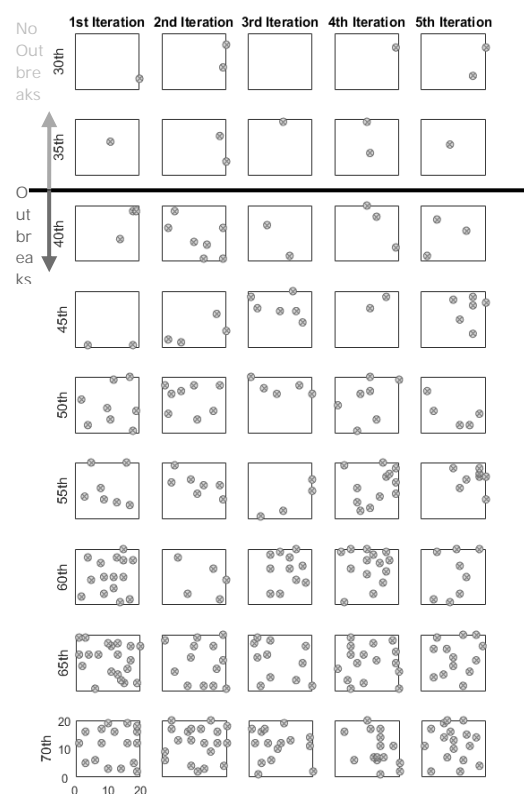 1st Iteration 2nd Iteration 3rd Iteration 4th Iteration 5th Iteration
No
Out
bre
aks
30th
35th
O
ut
br
ea
ks
40th
45th
50th
55th
60th
65th
70th
20
10
0
0 10 20